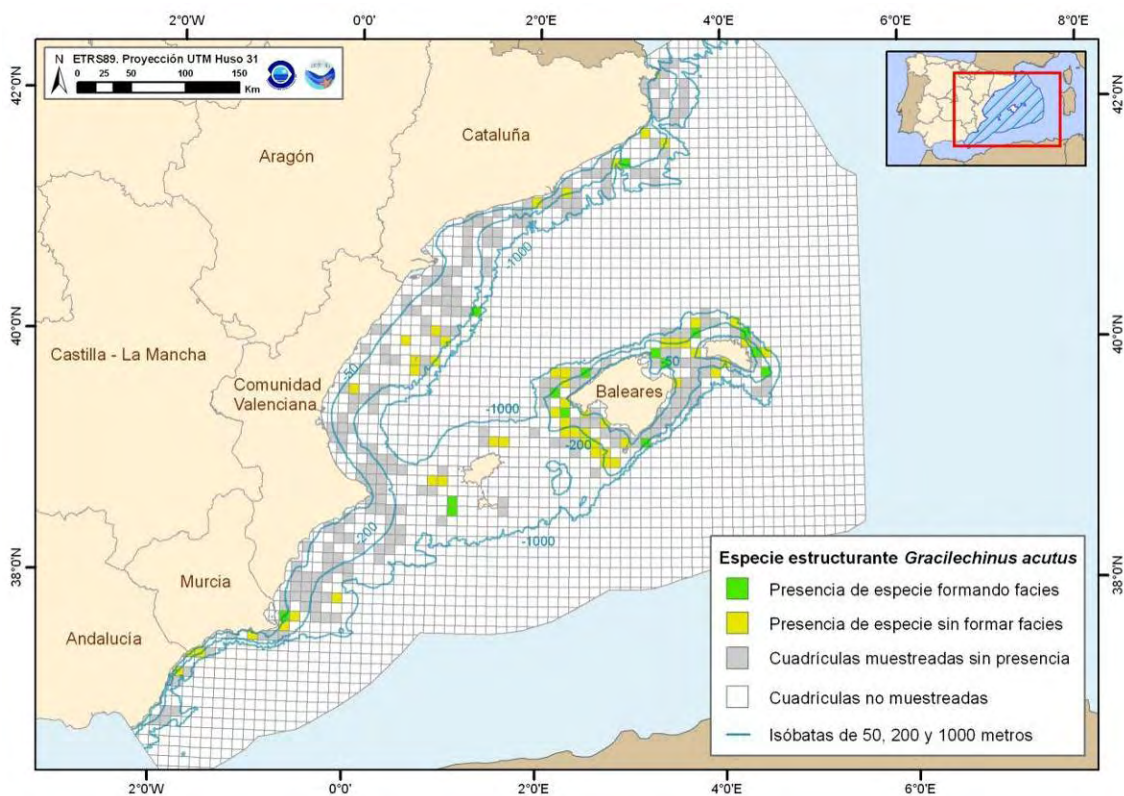 2°0'W 0°0' 2°0'E 4°0'E 6°0'E 8°0'E
N ETRS89. Proyección UTM Huso 31
0 25 50 100 150
Km
42°0'N
42°0'N
Cataluña
Aragón
-1000
40°0'N
40°0'N
Castilla - La Mancha
-50
-50
Comunidad
Valenciana
Baleares
-1000
-200
-200
-1000
38°0'N
38°0'N
Murcia
Andalucía
Especie estructurante Gracilechinus acutus
Presencia de especie formando facies
Presencia de especie sin formar facies
Cuadrículas muestreadas sin presencia
Cuadrículas no muestreadas
Isóbatas de 50, 200 y 1000 metros
2°0'W 0°0' 2°0'E 4°0'E 6°0'E 8°0'E